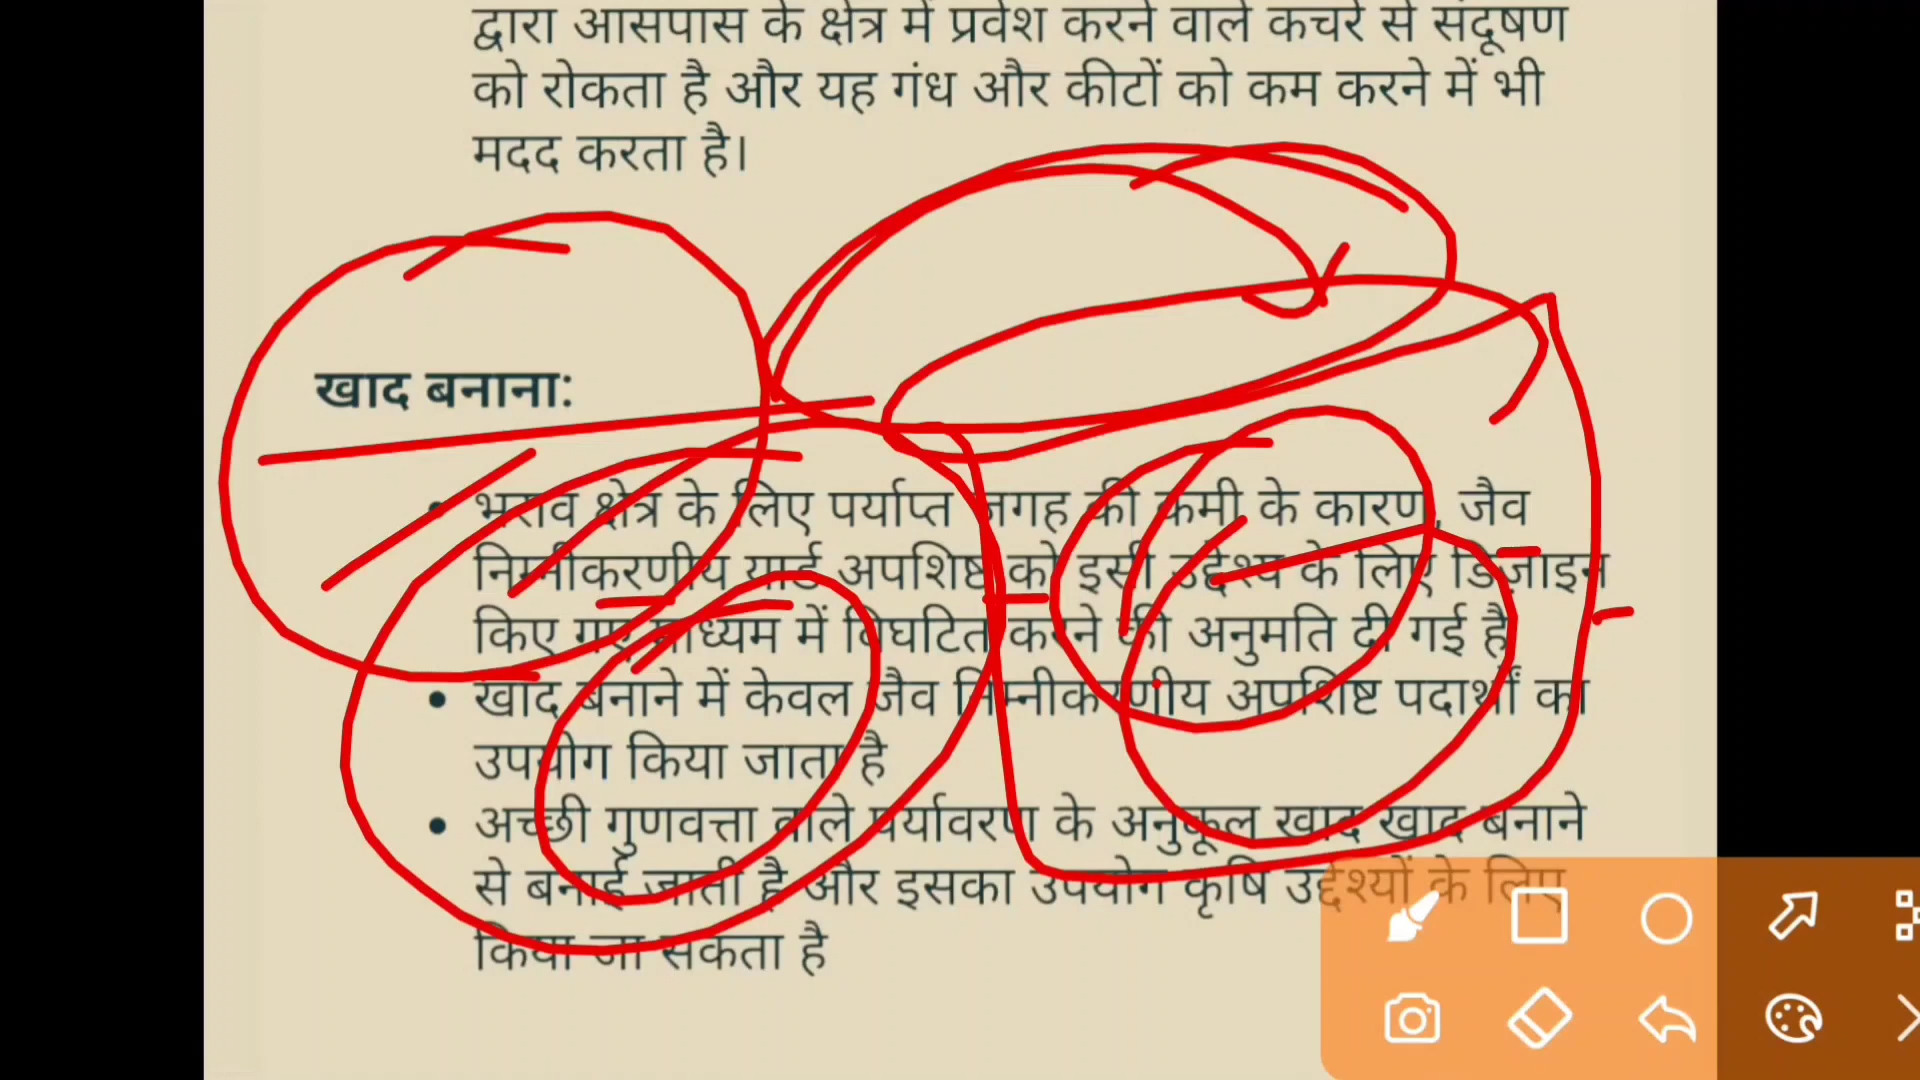 द्वारा आसपास के क्षेत्र में प्रवेश करने वाले कचरे से संदूषण
को रोकता है और यह गंध और कीटों को कम करने में भी
मदद करता है।
खाद बनाना:
• भराव क्षेत्र के लिए पर्याप्त जगह की कमी के कारण, जैव
निम्नीकरणीय यार्ड अपशिष्ट को इसी उद्देश्य के लिए डिज़ाइन
किए गए माध्यम में विघटित करने की अनुमति दी गई है
• खाद बनाने में केवल जैव निम्नीकरणीय अपशिष्ट पदार्थों का
उपयोग किया जाता है
• अच्छी गुणवत्ता वाले पर्यावरण के अनुकूल खाद खाद बनाने
से बनाई जाती है और इसका उपयोग कृषि उद्देश्यों के लिए
किया जा सकता है